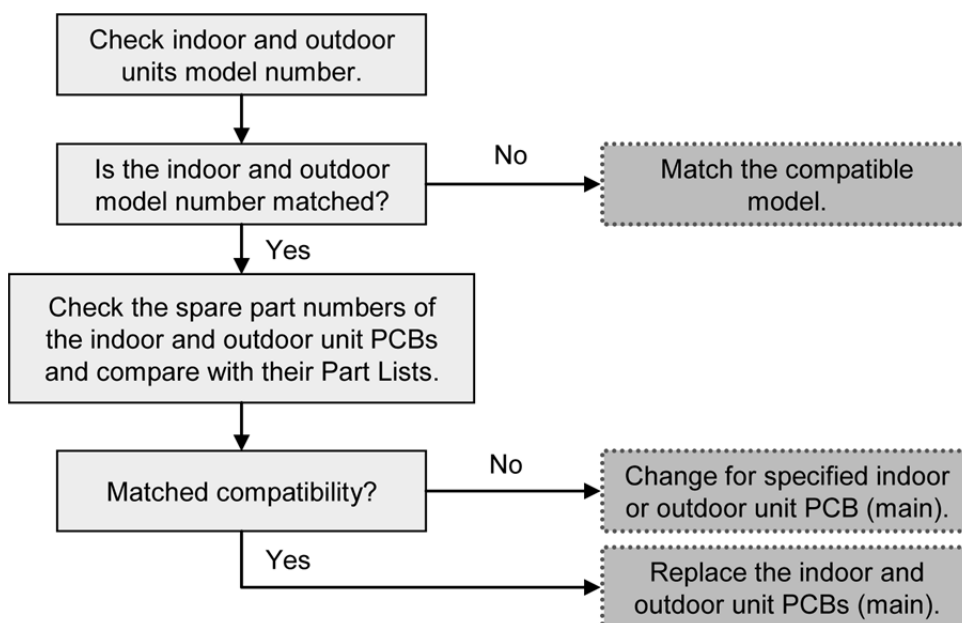 Check indoor and outdoor
units model number.
Is the indoor and outdoor
model number matched?
No
Match the compatible
model.
Yes
Check the spare part numbers of
the indoor and outdoor unit PCBs
and compare with their Part Lists.
Matched compatibility?
No
Change for specified indoor
or outdoor unit PCB (main).
Yes
Replace the indoor and
outdoor unit PCBs (main).